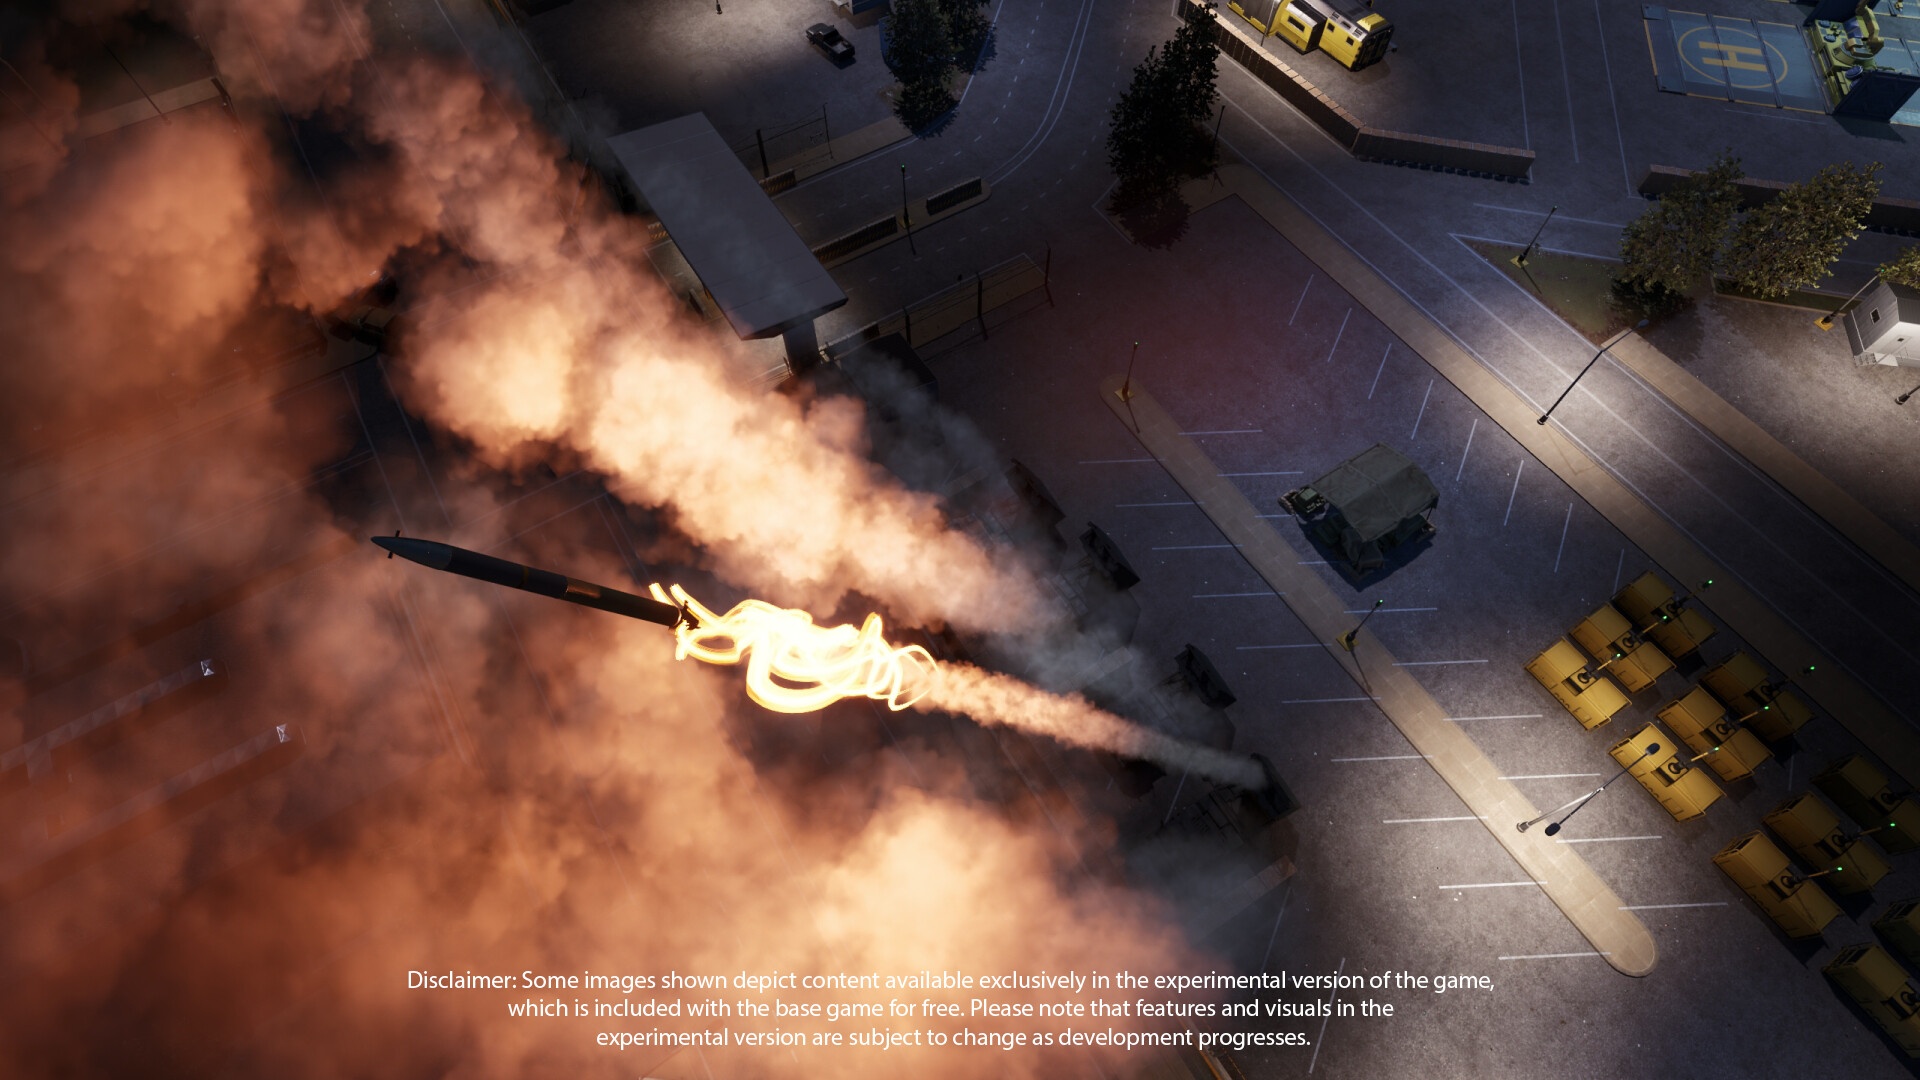 Disclaimer: Some images shown depict content available exclusively in the experimental version of the game,
which is included with the base game for free. Please note that features and visuals in the
experimental version are subject to change as development progresses.
H